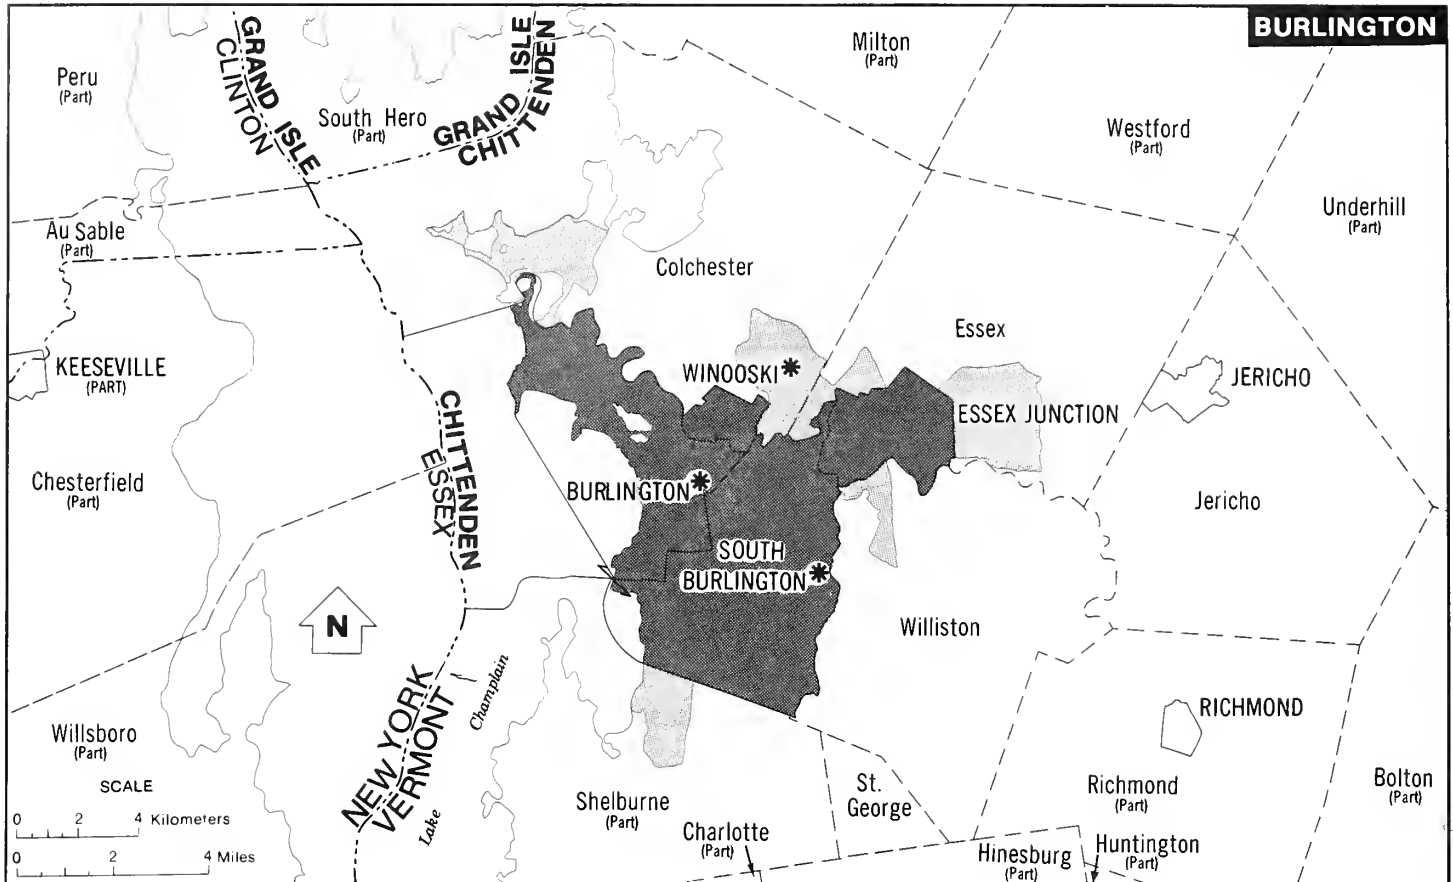 BURLINGTON
Peru
(Part)
GRAND ISLE
CLINTON
South Hero
(Part)
GRAND ISLE
CHITTENDEN
Milton
(Part)
Westford
(Part)
Underhill
(Part)
Au Sable
(Part)
Colchester
Essex
KEESEVILLE
(PART)
WINOOSKI
JERICHO
ESSEX JUNCTION
CHITTENDEN
ESSEX
Chesterfield
(Part)
BURLINGTON
Jericho
SOUTH
BURLINGTON
N
Williston
NEW YORK
VERMONT
Lake
Champlain
RICHMOND
Willsboro
(Part)
SCALE
0 2 4 Kilometers
0 2 4 Miles
Shelburne
(Part)
Charlotte
(Part)
St.
George
Richmond
(Part)
Bolton
(Part)
Hinesburg
(Part)
Huntington
(Part)